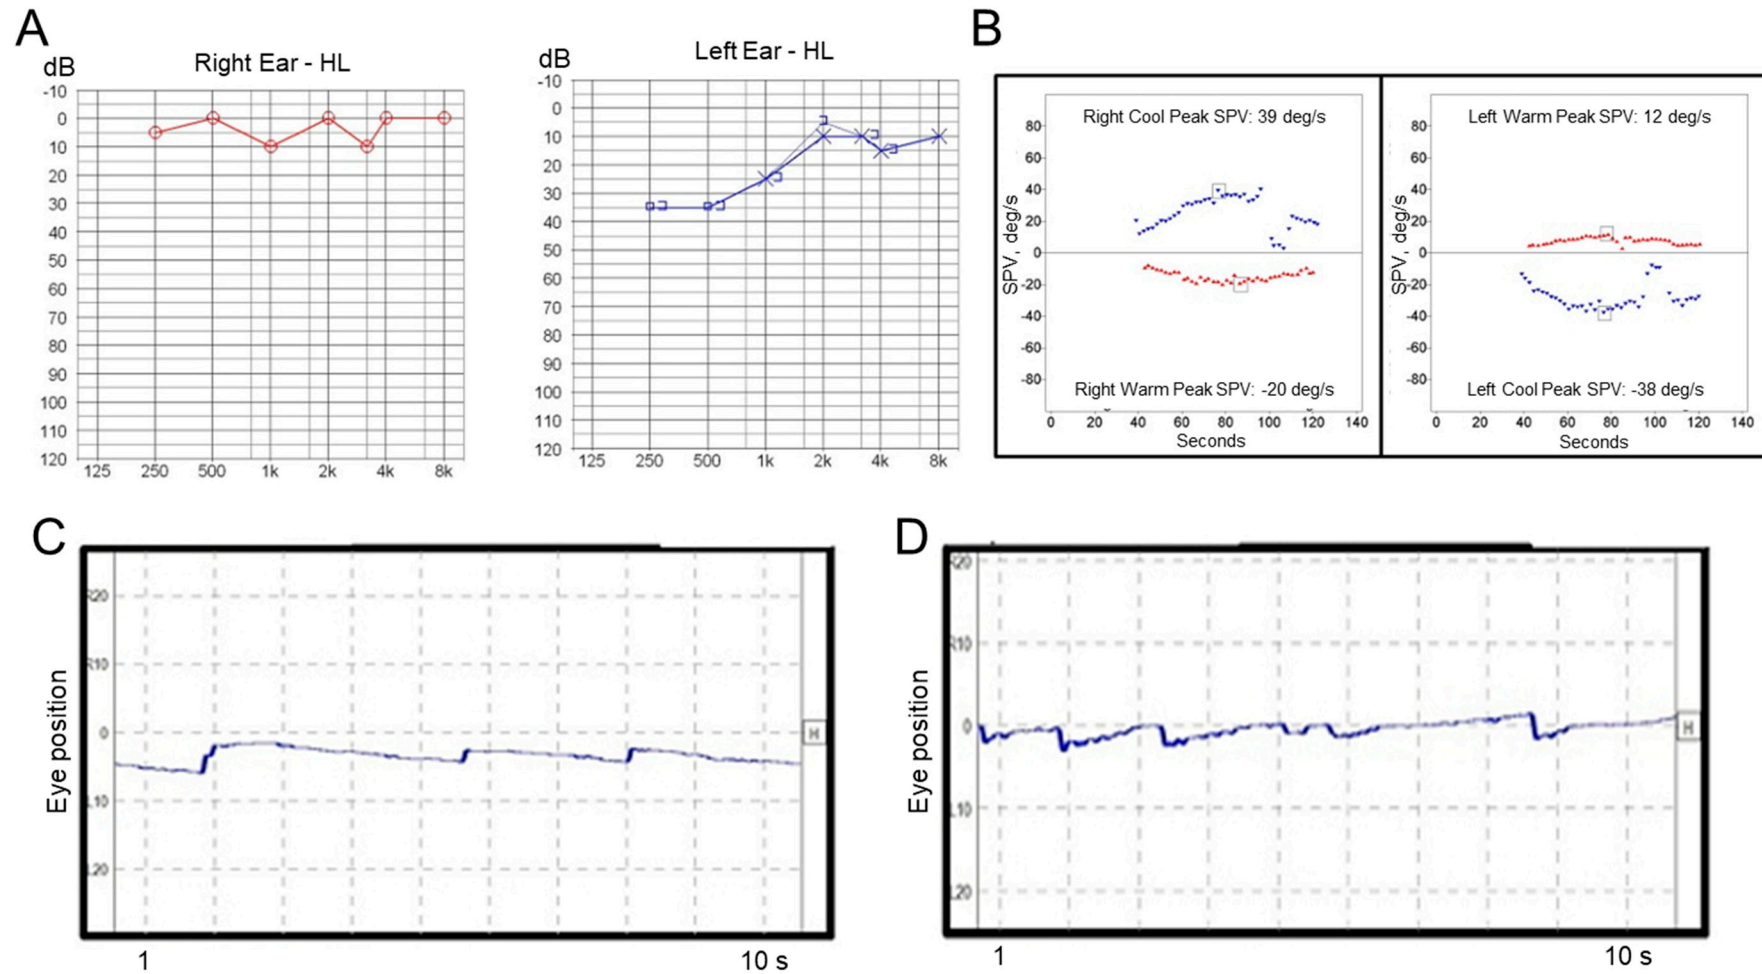 A
Right Ear - HL
dB
-10
0
10
20
30
40
50
60
70
80
90
100
110
120
125 250 500 1k 2k 4k 8k
Left Ear - HL
dB
-10
0
10
20
30
40
50
60
70
80
90
100
110
120
125 250 500 1k 2k 4k 8k
B
Right Cool Peak SPV: 39 deg/s
SPV, deg/s
80
60
40
20
0
-20
-40
-60
-80
Right Warm Peak SPV: -20 deg/s
0 20 40 60 80 100 120 140
Seconds
Left Warm Peak SPV: 12 deg/s
SPV, deg/s
80
60
40
20
0
-20
-40
-60
-80
Left Cool Peak SPV: -38 deg/s
0 20 40 60 80 100 120 140
Seconds
C
Eye position
R20
R10
0
L10
L20
H
1 10 s
D
Eye position
R20
R10
0
L10
L20
H
1 10 s